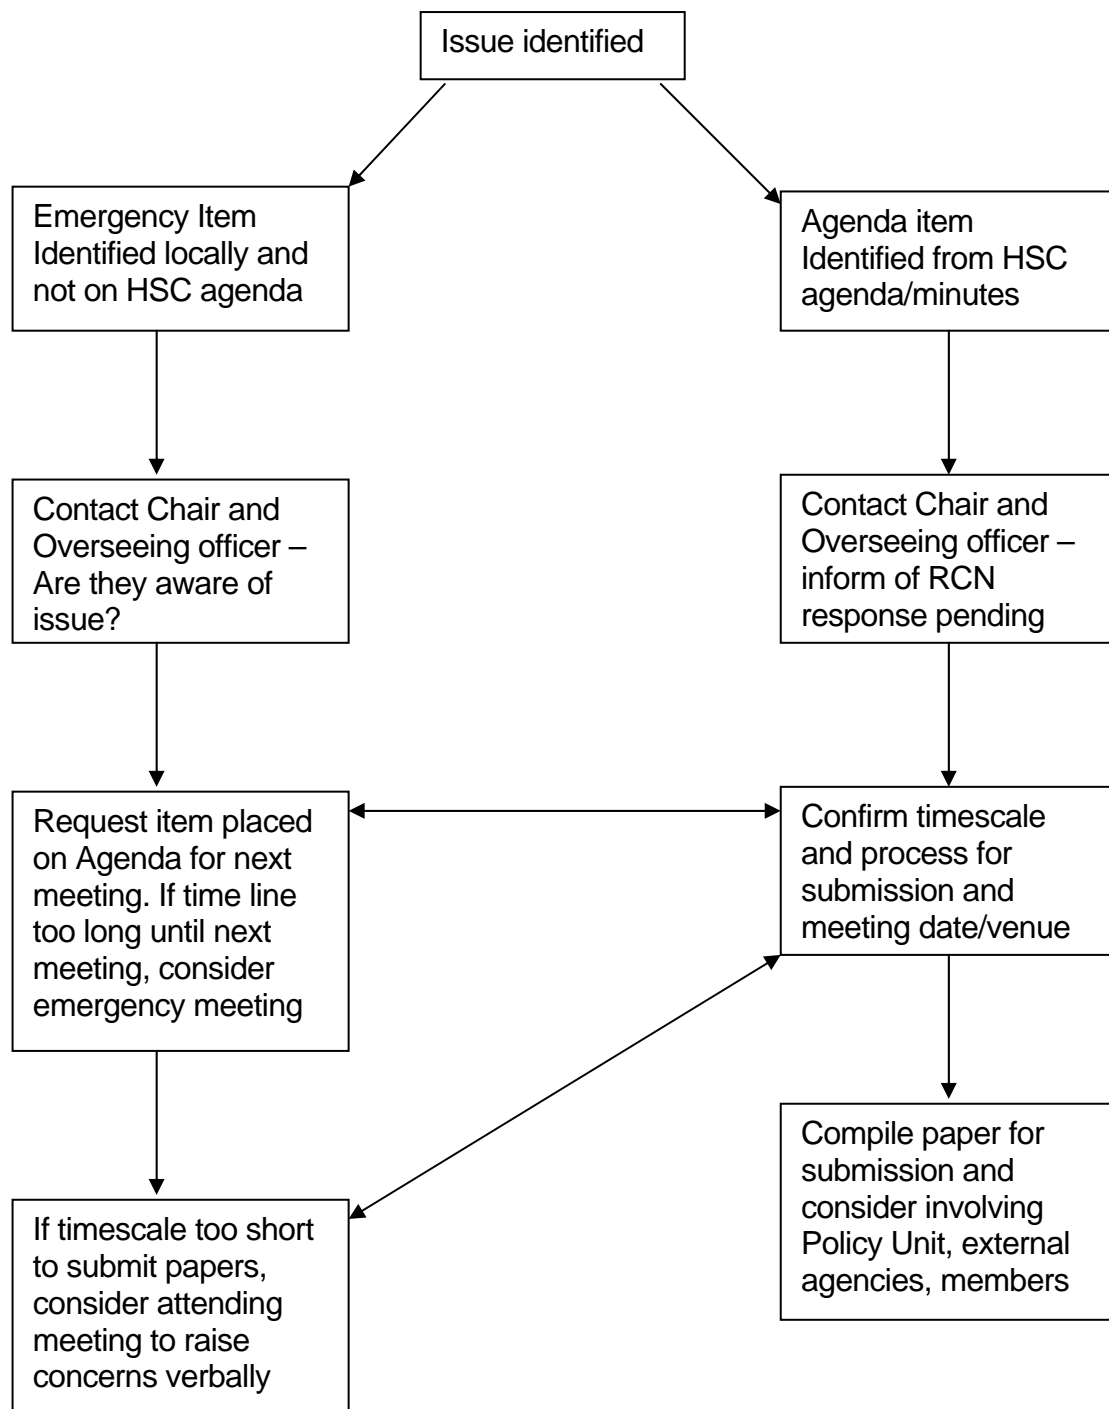 Issue identified
Emergency Item
Identified locally and
not on HSC agenda
Agenda item
Identified from HSC
agenda/minutes
Contact Chair and
Overseeing officer –
Are they aware of
issue?
Contact Chair and
Overseeing officer –
inform of RCN
response pending
Request item placed
on Agenda for next
meeting. If time line
too long until next
meeting, consider
emergency meeting
Confirm timescale
and process for
submission and
meeting date/venue
If timescale too short
to submit papers,
consider attending
meeting to raise
concerns verbally
Compile paper for
submission and
consider involving
Policy Unit, external
agencies, members